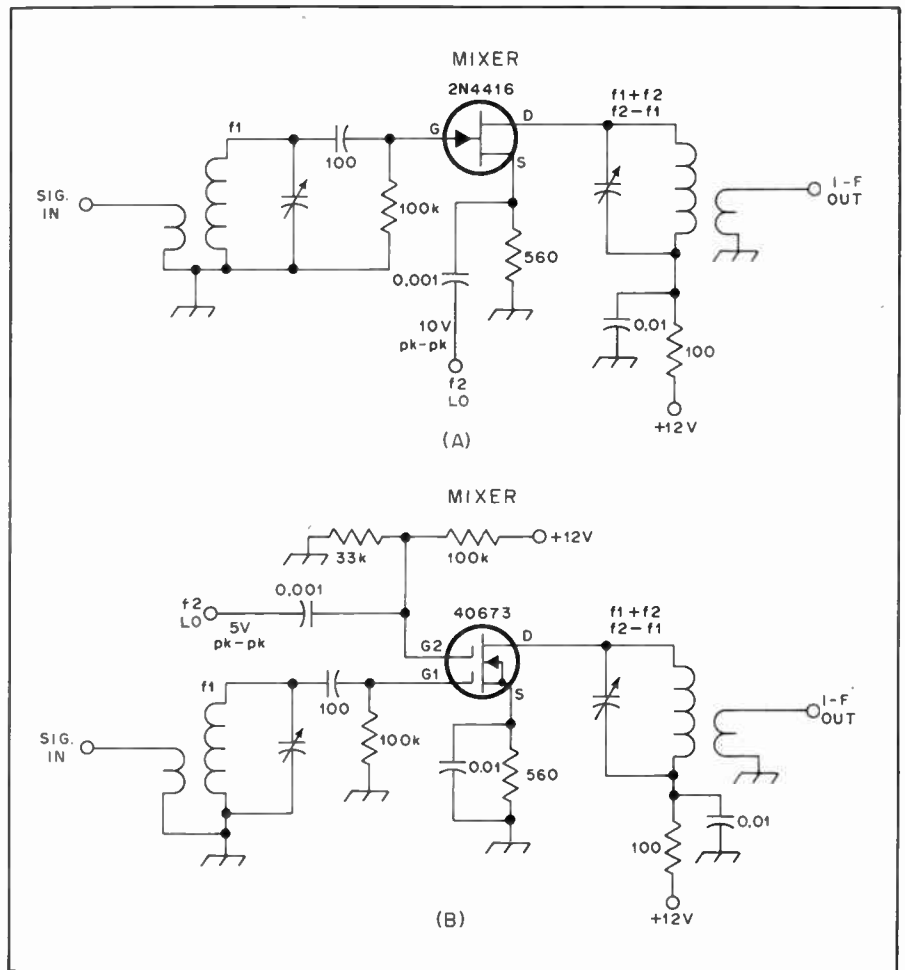 MIXER
2N4416
f1+f2
f2-f1
f1
G
D
S
100
SIG.
IN
100k
I-F
OUT
560
0.001
0.01
10V
pk-pk
100
f2
LO
+12V
(A)
MIXER
33k
100k
+12V
0.001
f2
LO
5V
pk-pk
40673
f1+f2
f2-f1
G2
D
G1
S
f1
100
I-F
OUT
SIG.
IN
100k
0.01
560
0.01
100
+12V
(B)